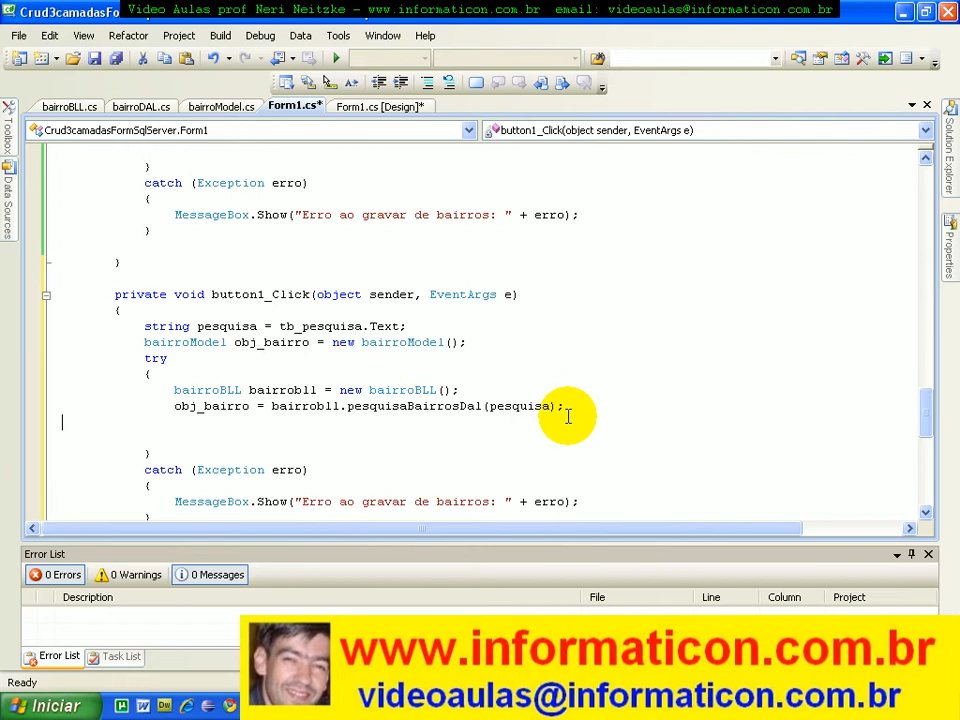 Crud3camadasFo
Video Aulas prof Neri Neitzke - www.informaticon.com.br email: videoaulas@informaticon.com.br
File Edit View Refactor Project Build Debug Data Tools Window Help
bairroBLL.cs bairroDAL.cs bairroModel.cs Form1.cs* Form1.cs [Design]*
Crud3camadasFormSqlServer.Form1 button1_Click(object sender, EventArgs e)
Toolbox
Data Sources
Solution Explorer
Properties
}
catch (Exception erro)
{
MessageBox.Show("Erro ao gravar de bairros: " + erro);
}
}
private void button1_Click(object sender, EventArgs e)
{
string pesquisa = tb_pesquisa.Text;
bairroModel obj_bairro = new bairroModel();
try
{
bairroBLL bairrobll = new bairroBLL();
obj_bairro = bairrobll.pesquisaBairrosDal(pesquisa);
}
catch (Exception erro)
{
MessageBox.Show("Erro ao gravar de bairros: " + erro);
}
Error List
0 Errors 0 Warnings 0 Messages
Description File Line Column Project
Error List Task List
Ready
Iniciar
www.informaticon.com.br
videoaulas@informaticon.com.br